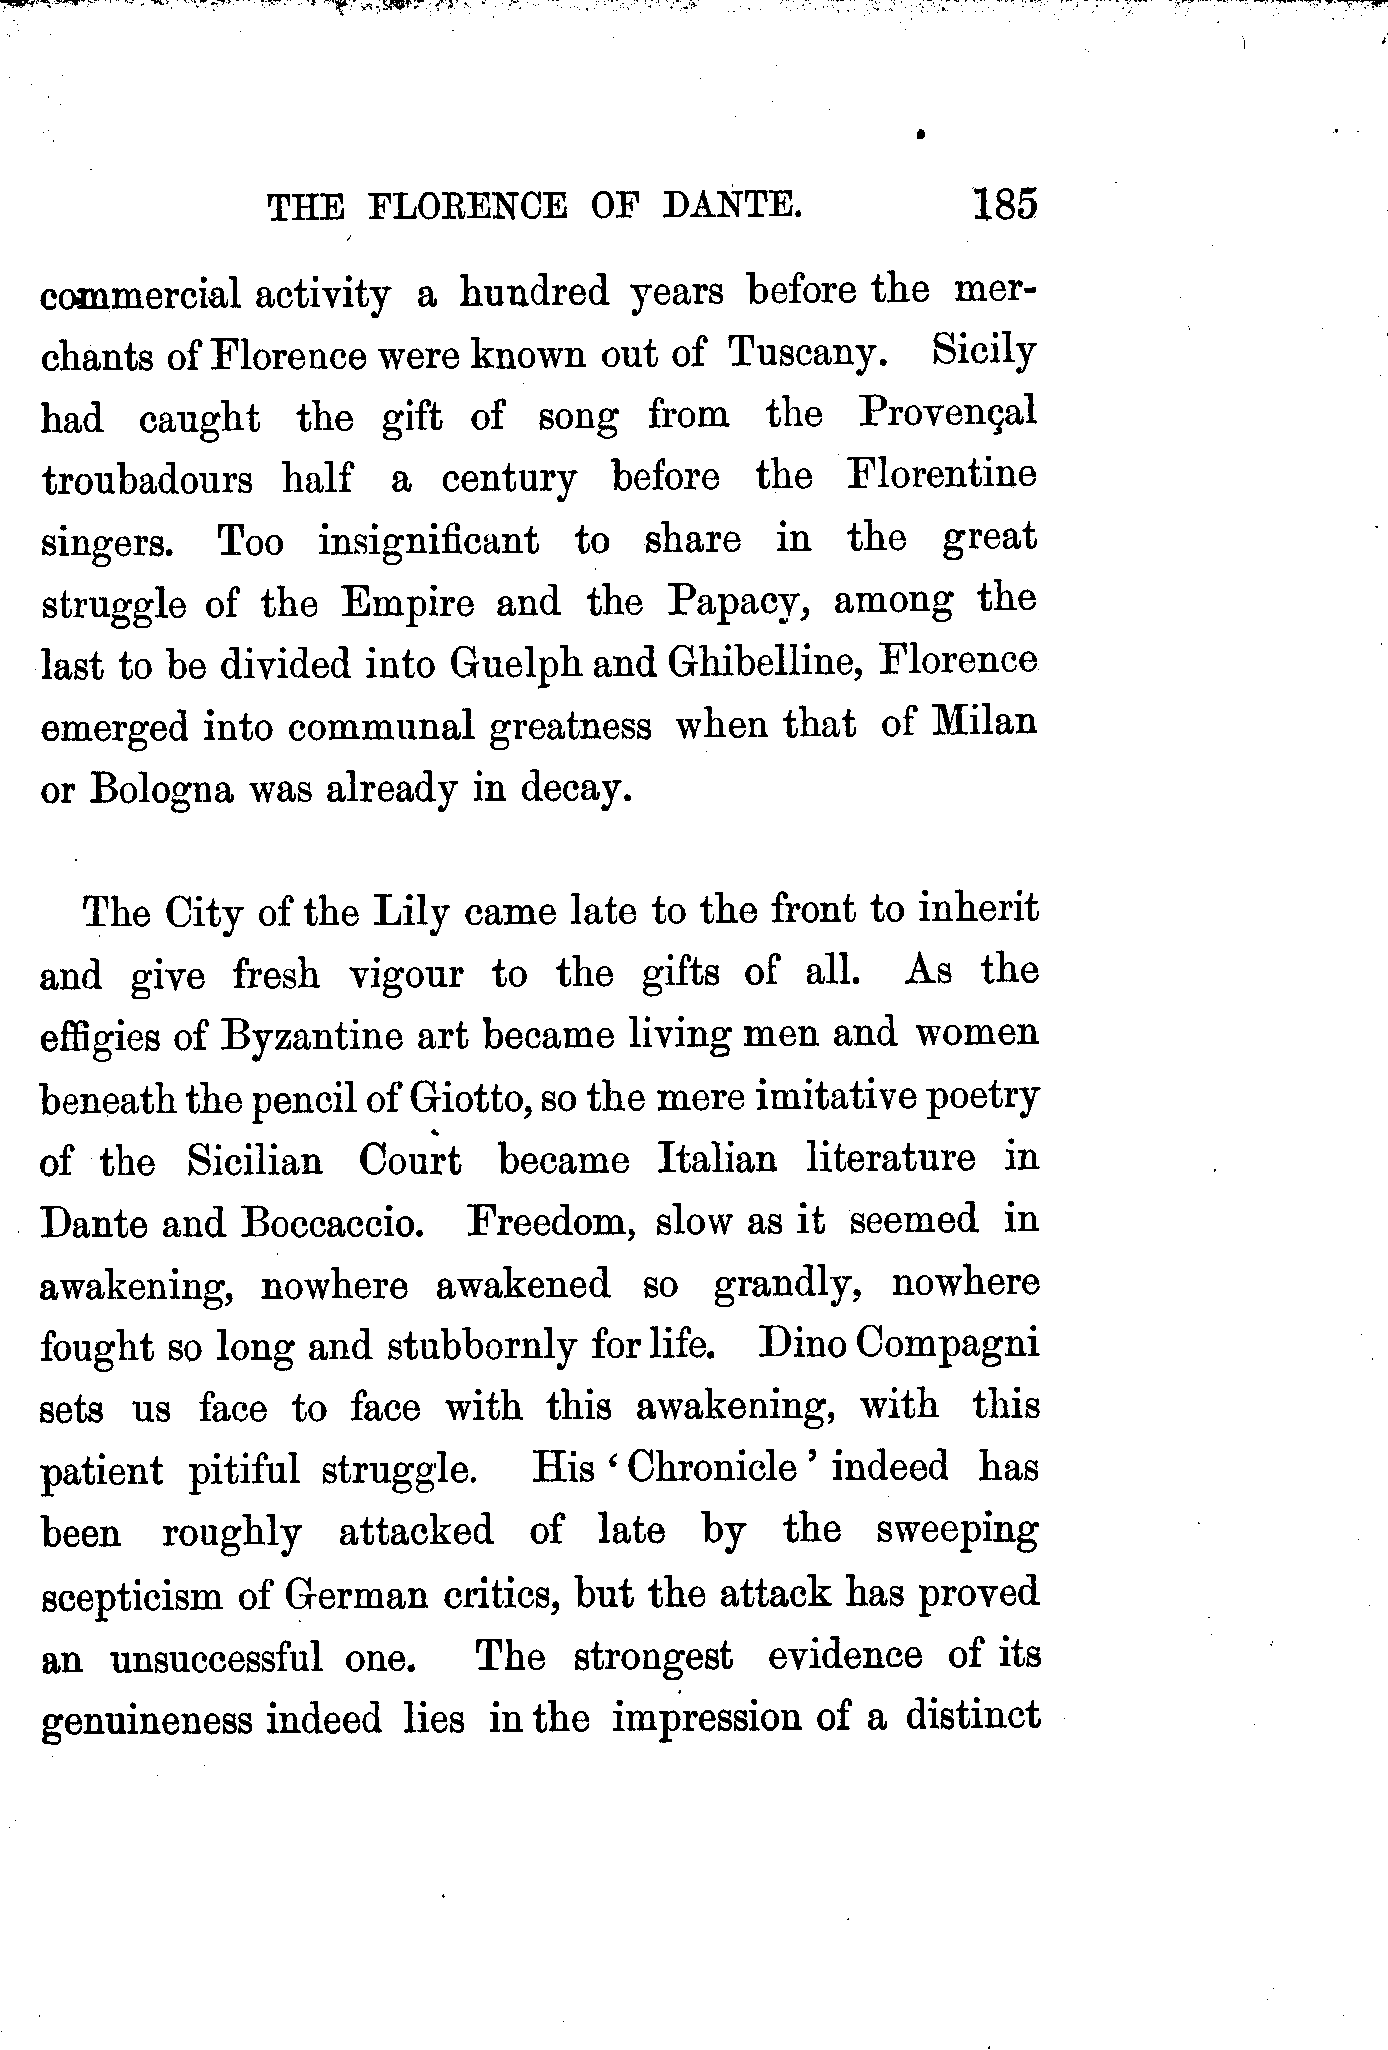 THE FLORENCE OF DANTE. 185
commercial activity a hundred years before the mer-
chants of Florence were known out of Tuscany. Sicily
had caught the gift of song from the Provençal
troubadours half a century before the Florentine
singers. Too insignificant to share in the great
struggle of the Empire and the Papacy, among the
last to be divided into Guelph and Ghibelline, Florence
emerged into communal greatness when that of Milan
or Bologna was already in decay.
The City of the Lily came late to the front to inherit
and give fresh vigour to the gifts of all. As the
effigies of Byzantine art became living men and women
beneath the pencil of Giotto, so the mere imitative poetry
of the Sicilian Court became Italian literature in
Dante and Boccaccio. Freedom, slow as it seemed in
awakening, nowhere awakened so grandly, nowhere
fought so long and stubbornly for life. Dino Compagni
sets us face to face with this awakening, with this
patient pitiful struggle. His ‘ Chronicle ’ indeed has
been roughly attacked of late by the sweeping
scepticism of German critics, but the attack has proved
an unsuccessful one. The strongest evidence of its
genuineness indeed lies in the impression of a distinct